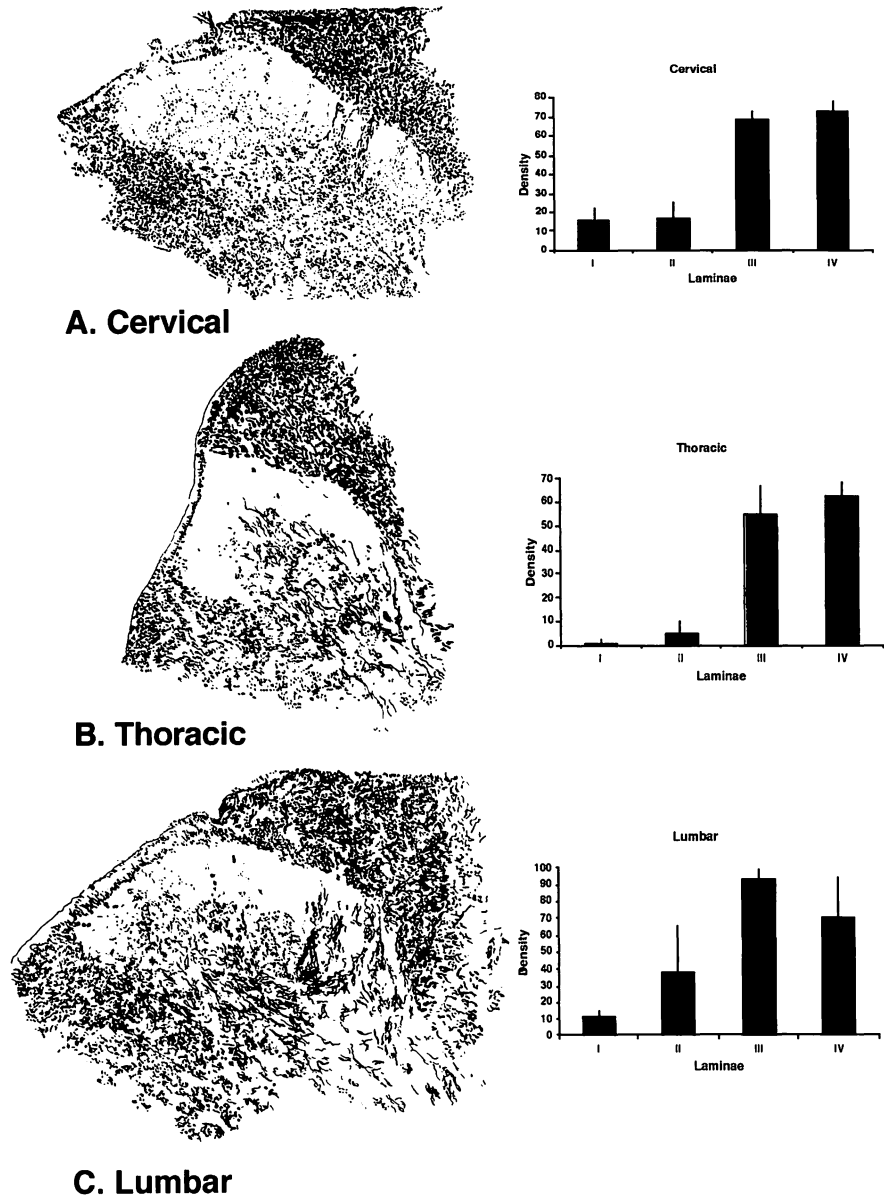 Cervical
Density
80
70
60
50
40
30
20
10
0
I II III IV
Laminae
A. Cervical
Thoracic
Density
70
60
50
40
30
20
10
0
I II III IV
Laminae
B. Thoracic
Lumbar
Density
100
90
80
70
60
50
40
30
20
10
0
I II III IV
Laminae
C. Lumbar